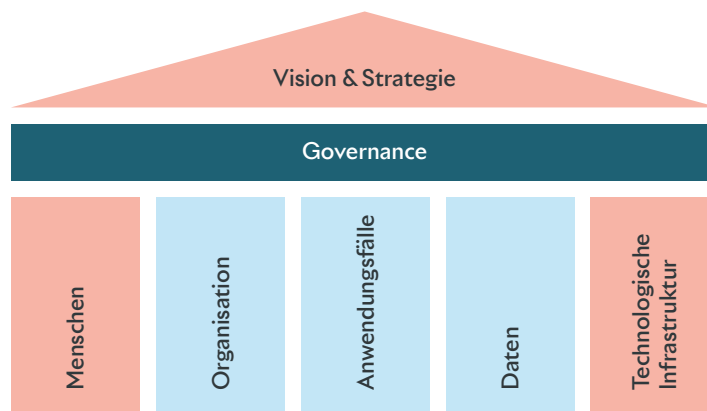 Vision & Strategie
Governance
Menschen
Organisation
Anwendungsfälle
Daten
Technologische
Infrastruktur